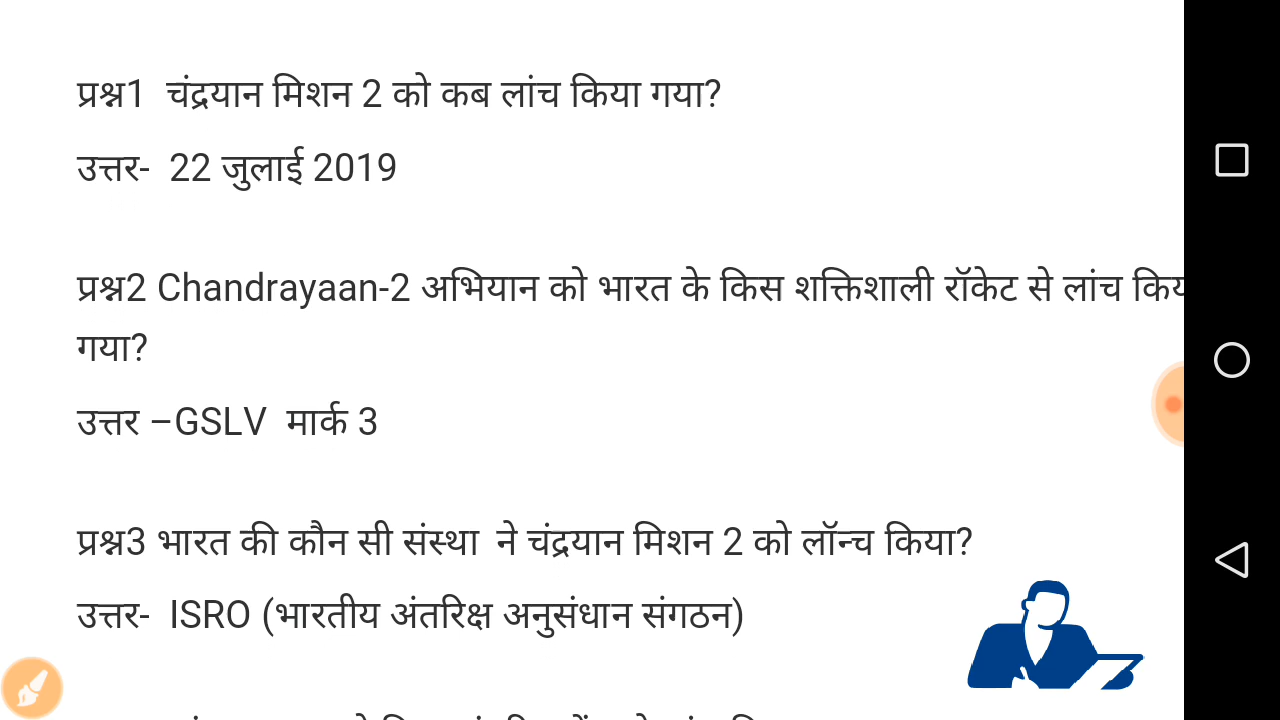 प्रश्न1 चंद्रयान मिशन 2 को कब लांच किया गया?
उत्तर- 22 जुलाई 2019
प्रश्न2 Chandrayaan-2 अभियान को भारत के किस शक्तिशाली रॉकेट से लांच किय
गया?
उत्तर –GSLV मार्क 3
प्रश्न3 भारत की कौन सी संस्था ने चंद्रयान मिशन 2 को लॉन्च किया?
उत्तर- ISRO (भारतीय अंतरिक्ष अनुसंधान संगठन)